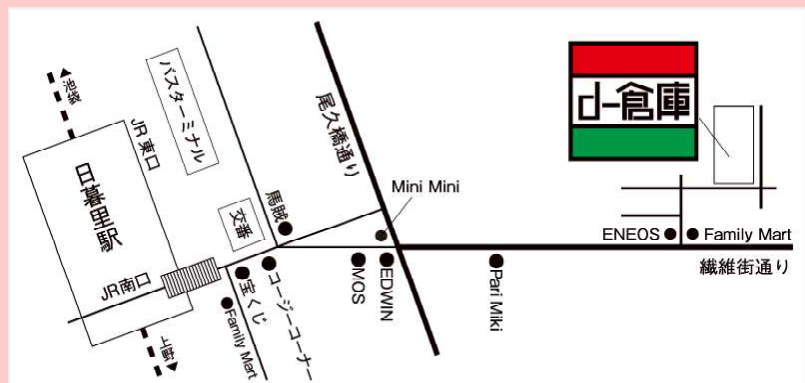 池袋
JR東口
バスターミナル
尾久橋通り
d-倉庫
日暮里駅
馬賊
交番
Mini Mini
ENEOS
Family Mart
繊維街通り
JR南口
MOS
EDWIN
Pari Miki
宝くじ
コージーコーナー
Family Mart
上野